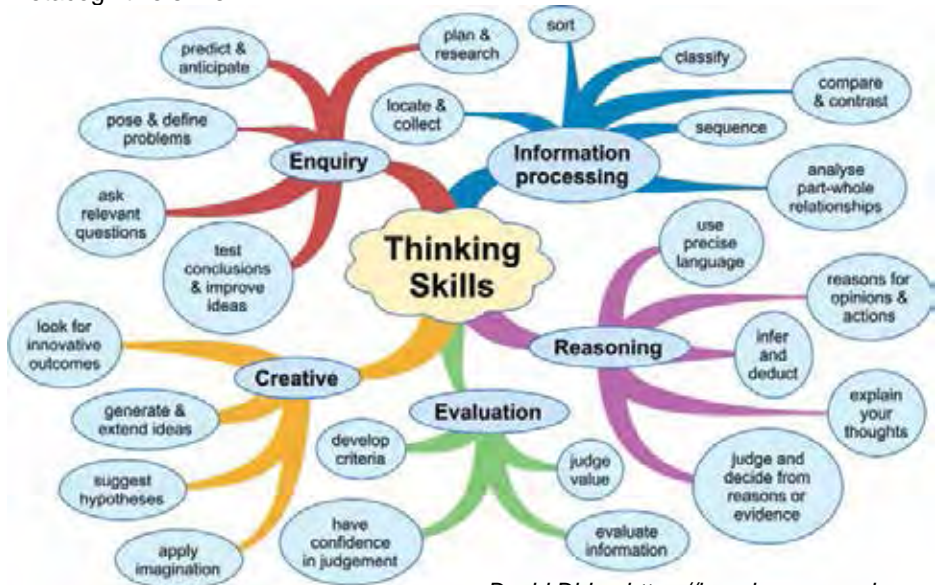 plan &
research
predict &
anticipate
pose & define
problems
ask
relevant
questions
test
conclusions
& improve
ideas
Enquiry
sort
classify
compare
& contrast
locate &
collect
sequence
analyse
part-whole
relationships
Information
processing
Thinking
Skills
use
precise
language
reasons for
opinions &
actions
infer
and
deduct
explain
your
thoughts
judge and
decide from
reasons or
evidence
Reasoning
look for
innovative
outcomes
generate &
extend ideas
suggest
hypotheses
apply
imagination
Creative
Evaluation
develop
criteria
have
confidence
in judgement
judge
value
evaluate
information